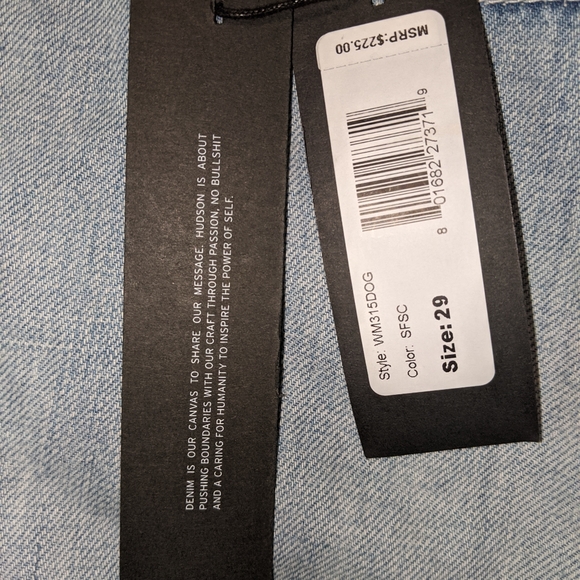 DENIM IS OUR CANVAS TO SHARE OUR MESSAGE. HUDSON IS ABOUT
PUSHING BOUNDARIES WITH OUR CRAFT THROUGH PASSION, NO BULLSHIT
AND A CARING FOR HUMANITY TO INSPIRE THE POWER OF SELF.
MSRP:$225.00
8 01682 27371 9
Style: WM315DOG
Color: SFSC
Size: 29